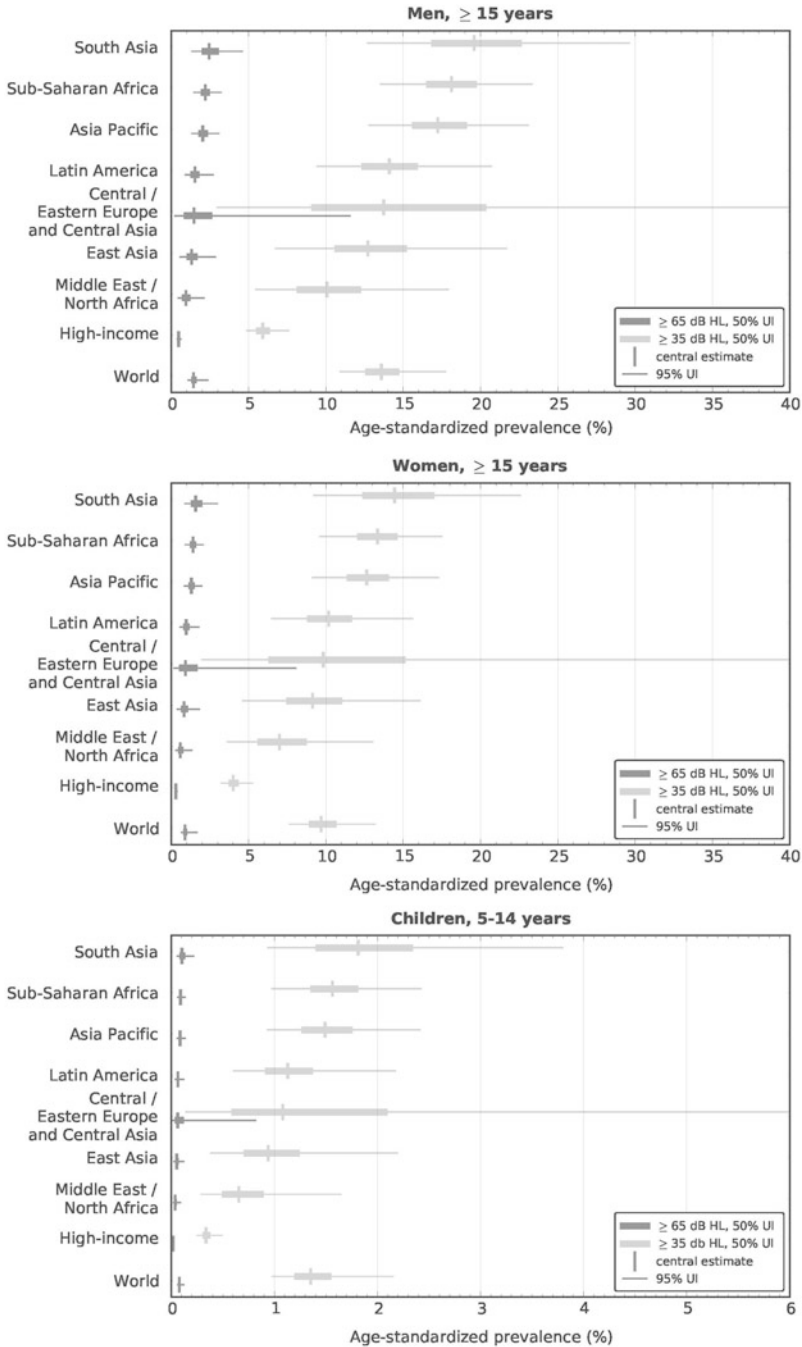 Men, ≥ 15 years
South Asia
Sub-Saharan Africa
Asia Pacific
Latin America
Central /
Eastern Europe
and Central Asia
East Asia
Middle East /
North Africa
High-income
World
≥ 65 dB HL, 50% UI
≥ 35 dB HL, 50% UI
central estimate
95% UI
0 5 10 15 20 25 30 35 40
Age-standardized prevalence (%)
Women, ≥ 15 years
South Asia
Sub-Saharan Africa
Asia Pacific
Latin America
Central /
Eastern Europe
and Central Asia
East Asia
Middle East /
North Africa
High-income
World
≥ 65 dB HL, 50% UI
≥ 35 dB HL, 50% UI
central estimate
95% UI
0 5 10 15 20 25 30 35 40
Age-standardized prevalence (%)
Children, 5-14 years
South Asia
Sub-Saharan Africa
Asia Pacific
Latin America
Central /
Eastern Europe
and Central Asia
East Asia
Middle East /
North Africa
High-income
World
≥ 65 dB HL, 50% UI
≥ 35 db HL, 50% UI
central estimate
95% UI
0 1 2 3 4 5 6
Age-standardized prevalence (%)